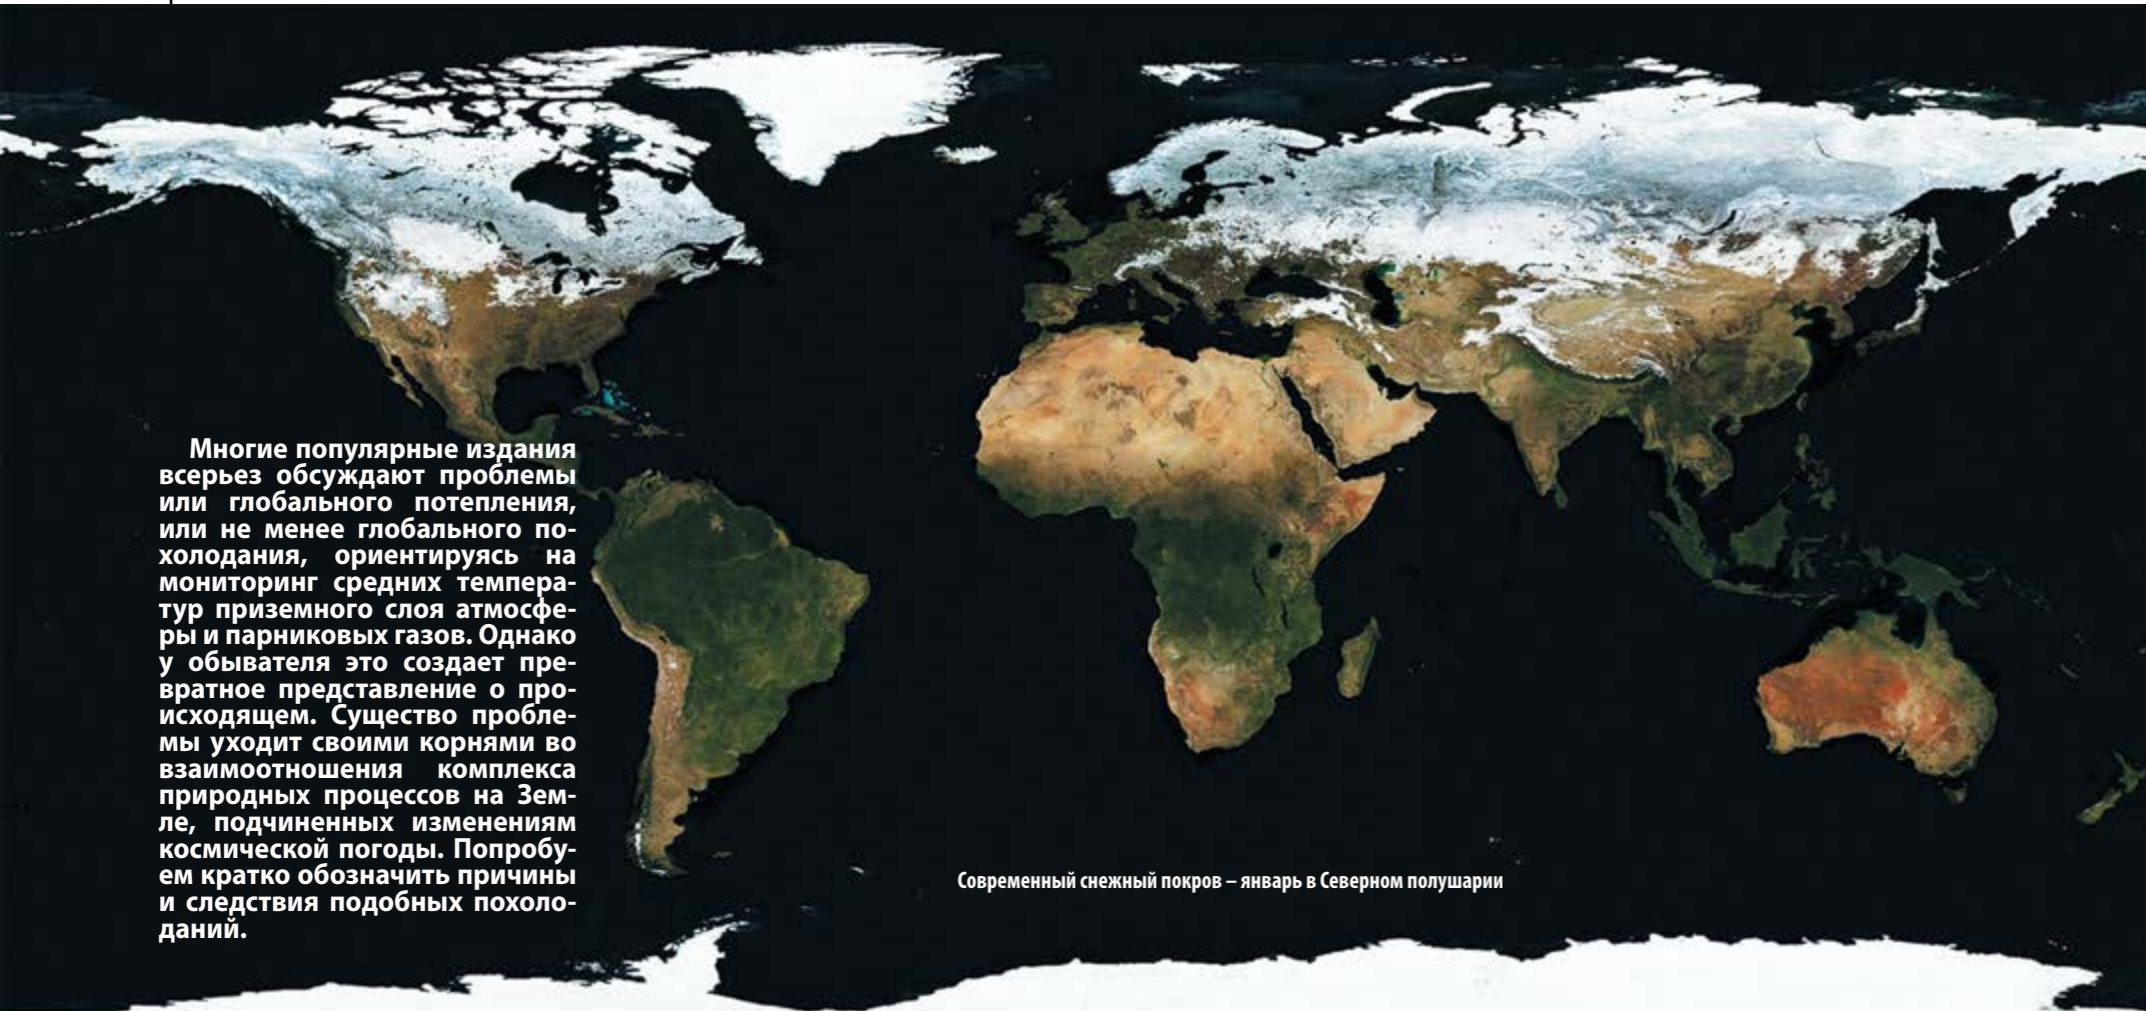 Многие популярные издания
всерьез обсуждают проблемы
или глобального потепления,
или не менее глобального по-
холодания, ориентируясь на
мониторинг средних темпера-
тур приземного слоя атмосфе-
ры и парниковых газов. Однако
у обывателя это создает пре-
вратное представление о про-
исходящем. Существо пробле-
мы уходит своими корнями во
взаимоотношения комплекса
природных процессов на Зем-
ле, подчиненных изменениям
космической погоды. Попробу-
ем кратко обозначить причины
и следствия подобных похоло-
даний.
Современный снежный покров – январь в Северном полушарии